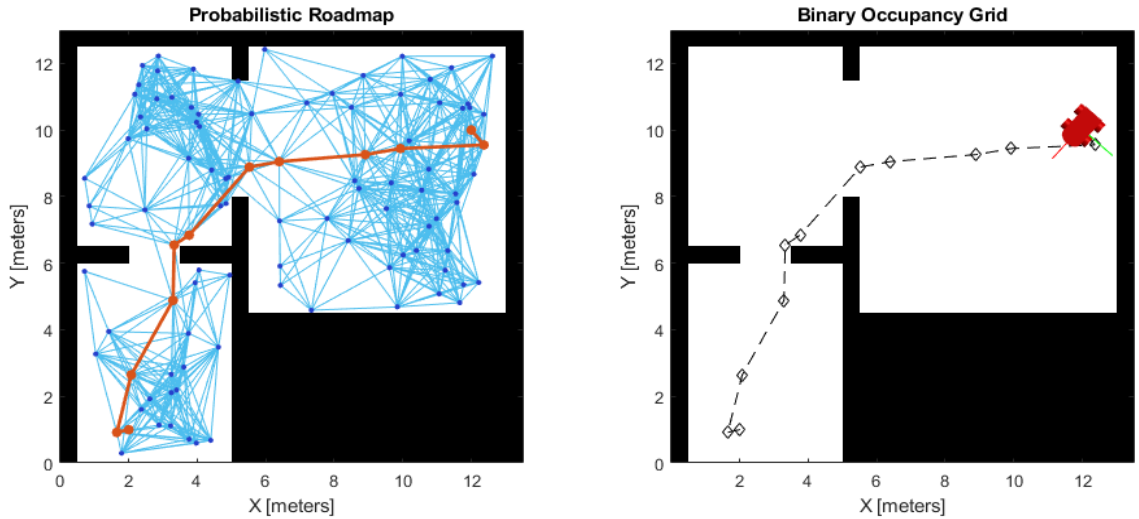 Probabilistic Roadmap
12
10
8
6
4
2
0
Y [meters]
0 2 4 6 8 10 12
X [meters]
Binary Occupancy Grid
12
10
8
6
4
2
0
Y [meters]
2 4 6 8 10 12
X [meters]